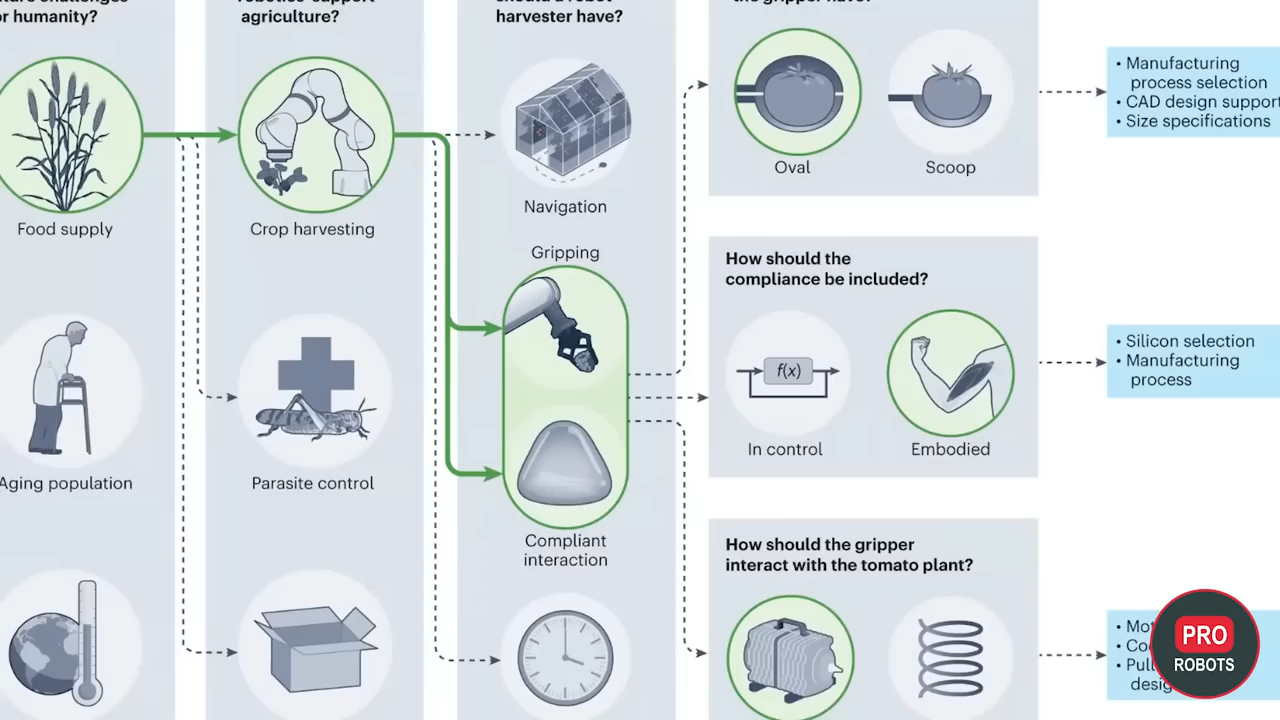 or humanity?
agriculture?
harvester have?
Food supply
Aging population
Crop harvesting
Parasite control
Navigation
Gripping
Compliant
interaction
Oval
Scoop
How should the
compliance be included?
f(x)
In control
Embodied
How should the gripper
interact with the tomato plant?
• Manufacturing
process selection
• CAD design support
• Size specifications
• Silicon selection
• Manufacturing
process
PRO
ROBOTS